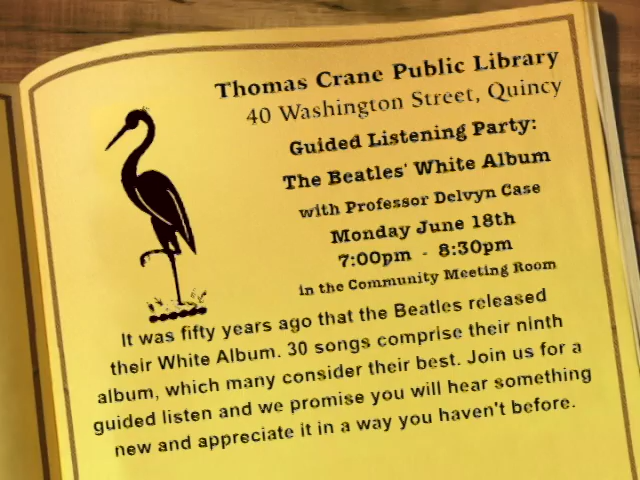 Thomas Crane Public Library
40 Washington Street, Quincy
Guided Listening Party:
The Beatles' White Album
with Professor Delvyn Case
Monday June 18th
7:00pm - 8:30pm
in the Community Meeting Room
It was fifty years ago that the Beatles released
their White Album. 30 songs comprise their ninth
album, which many consider their best. Join us for a
guided listen and we promise you will hear something
new and appreciate it in a way you haven't before.